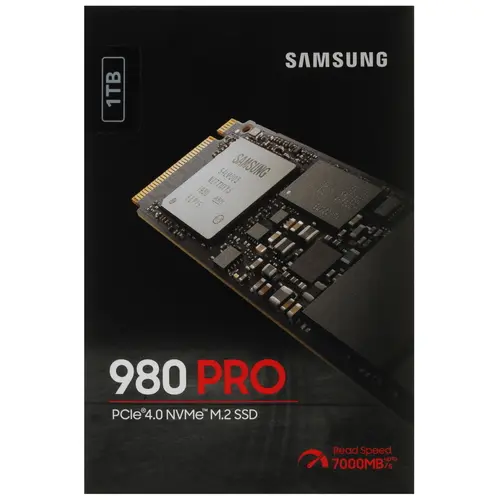 1TB
SAMSUNG
SAMSUNG
980 PRO
PCIe®4.0 NVMe™ M.2 SSD
Read Speed
7000MB